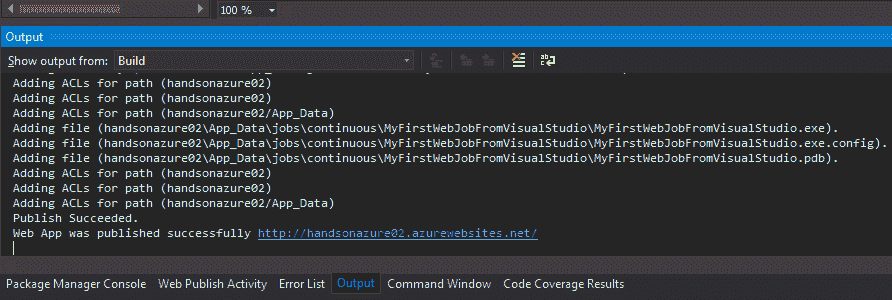 100 %
Output
Show output from: Build
Adding ACLs for path (handsonazure02)
Adding ACLs for path (handsonazure02)
Adding ACLs for path (handsonazure02/App_Data)
Adding file (handsonazure02\App_Data\jobs\continuous\MyFirstWebJobFromVisualStudio\MyFirstWebJobFromVisualStudio.exe).
Adding file (handsonazure02\App_Data\jobs\continuous\MyFirstWebJobFromVisualStudio\MyFirstWebJobFromVisualStudio.exe.config).
Adding file (handsonazure02\App_Data\jobs\continuous\MyFirstWebJobFromVisualStudio\MyFirstWebJobFromVisualStudio.pdb).
Adding ACLs for path (handsonazure02)
Adding ACLs for path (handsonazure02)
Adding ACLs for path (handsonazure02/App_Data)
Publish Succeeded.
Web App was published successfully http://handsonazure02.azurewebsites.net/
Package Manager Console Web Publish Activity Error List Output Command Window Code Coverage Results